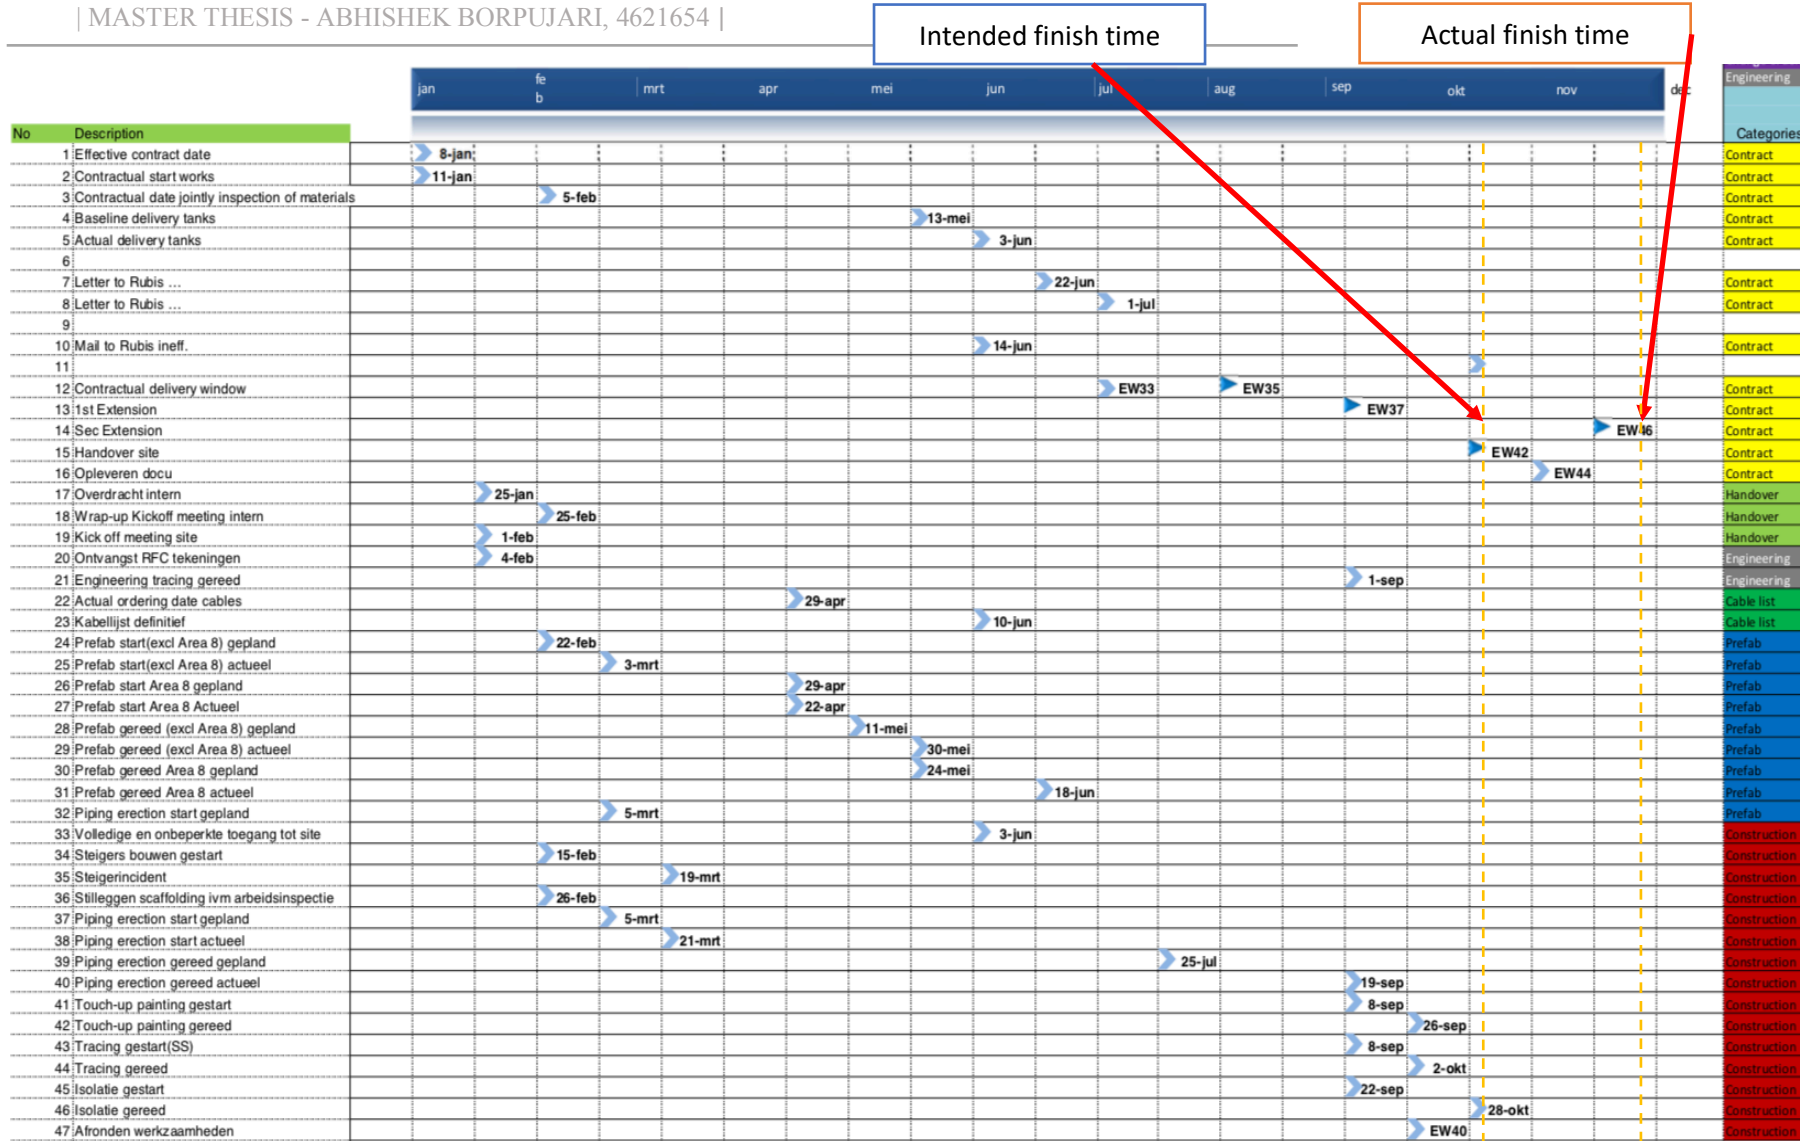 | MASTER THESIS - ABHISHEK BORPUJARI, 4621654 |
Intended finish time
Actual finish time
jan feb mrt apr mei jun jul aug sep okt nov dec
Engineering
No Description Categories
1 Effective contract date 8-jan Contract
2 Contractual start works 11-jan Contract
3 Contractual date jointly inspection of materials 5-feb Contract
4 Baseline delivery tanks 13-mei Contract
5 Actual delivery tanks 3-jun Contract
6
7 Letter to Rubis ... 22-jun Contract
8 Letter to Rubis ... 1-jul Contract
9
10 Mail to Rubis ineff. 14-jun Contract
11
12 Contractual delivery window EW33 EW35 Contract
13 1st Extension EW37 Contract
14 Sec Extension EW46 Contract
15 Handover site EW42 Contract
16 Opleveren docu EW44 Contract
17 Overdracht intern 25-jan Handover
18 Wrap-up Kickoff meeting intern 25-feb Handover
19 Kick off meeting site 1-feb Handover
20 Ontvangst RFC tekeningen 4-feb Engineering
21 Engineering tracing gereed 1-sep Engineering
22 Actual ordering date cables 29-apr Cable list
23 Kabellijst definitief 10-jun Cable list
24 Prefab start(excl Area 8) gepland 22-feb Prefab
25 Prefab start(excl Area 8) actueel 3-mrt Prefab
26 Prefab start Area 8 gepland 29-apr Prefab
27 Prefab start Area 8 Actueel 22-apr Prefab
28 Prefab gereed (excl Area 8) gepland 11-mei Prefab
29 Prefab gereed (excl Area 8) actueel 30-mei Prefab
30 Prefab gereed Area 8 gepland 24-mei Prefab
31 Prefab gereed Area 8 actueel 18-jun Prefab
32 Piping erection start gepland 5-mrt Prefab
33 Volledige en onbeperkte toegang tot site 3-jun Construction
34 Steigers bouwen gestart 15-feb Construction
35 Steigerincident 19-mrt Construction
36 Stilleggen scaffolding ivm arbeidsinspectie 26-feb Construction
37 Piping erection start gepland 5-mrt Construction
38 Piping erection start actueel 21-mrt Construction
39 Piping erection gereed gepland 25-jul Construction
40 Piping erection gereed actueel 19-sep Construction
41 Touch-up painting gestart 8-sep Construction
42 Touch-up painting gereed 26-sep Construction
43 Tracing gestart(SS) 8-sep Construction
44 Tracing gereed 2-okt Construction
45 Isolatie gestart 22-sep Construction
46 Isolatie gereed 28-okt Construction
47 Afronden werkzaamheden EW40 Construction